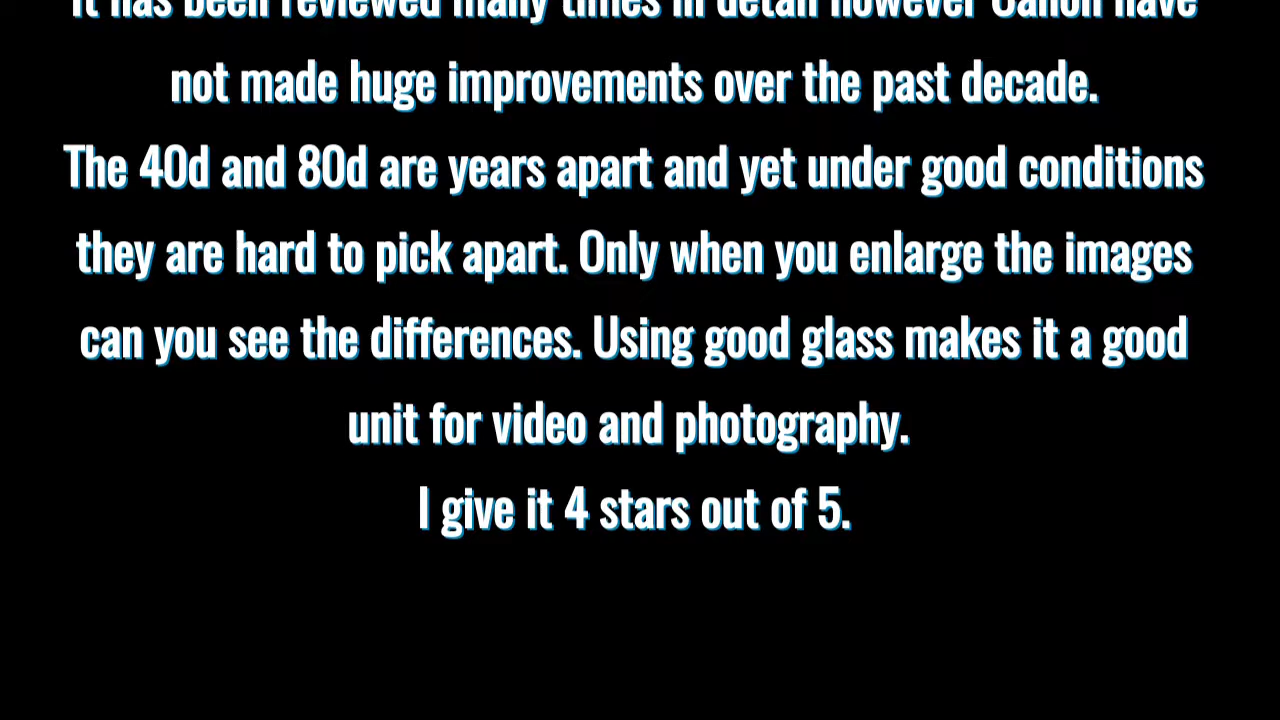 It has been reviewed many times in detail however Canon have
not made huge improvements over the past decade.
The 40d and 80d are years apart and yet under good conditions
they are hard to pick apart. Only when you enlarge the images
can you see the differences. Using good glass makes it a good
unit for video and photography.
I give it 4 stars out of 5.